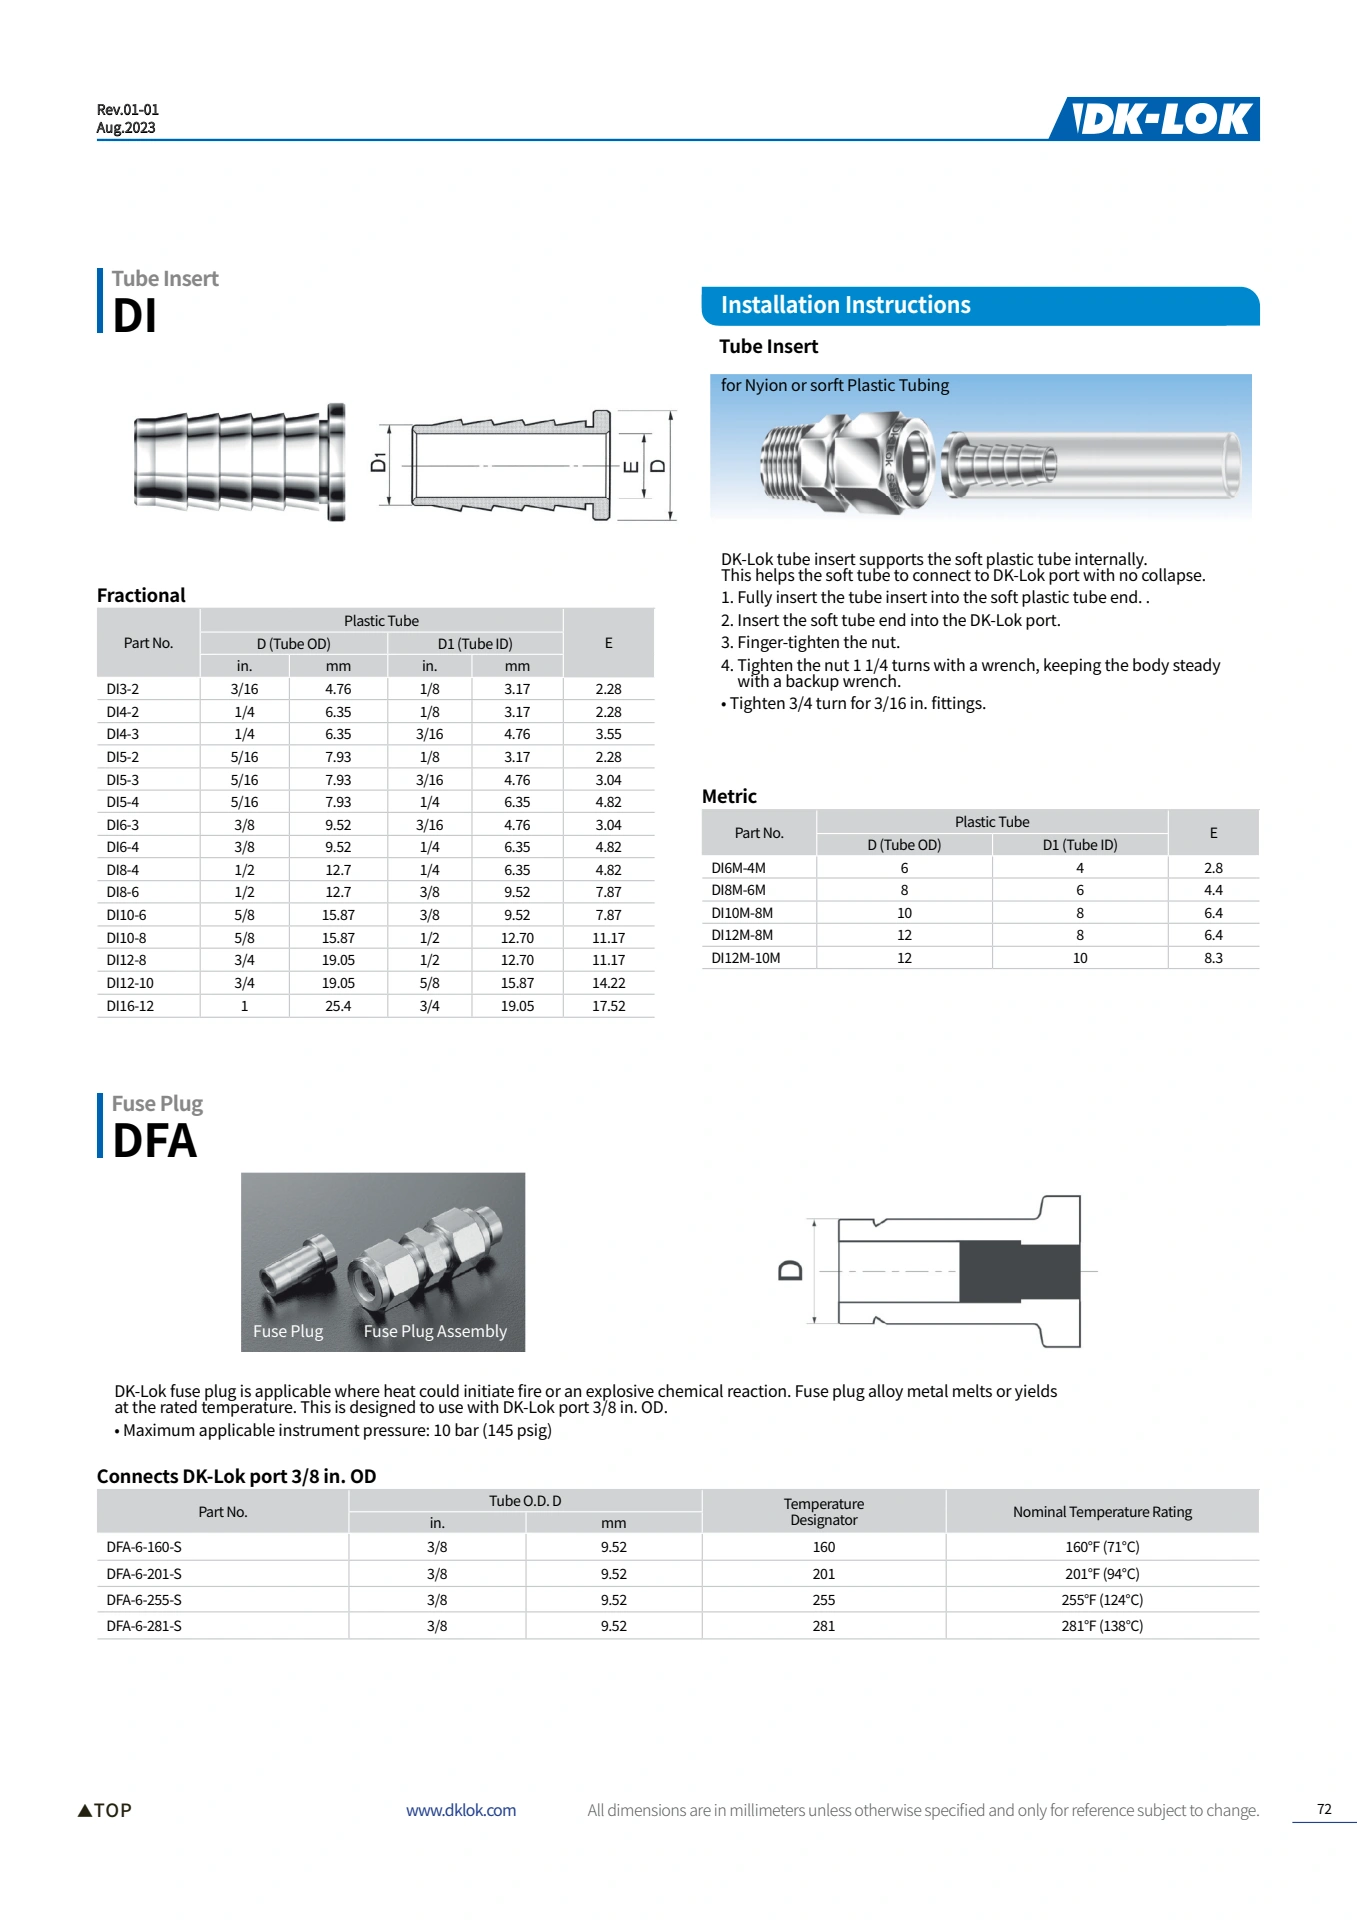 Rev.01-01
Aug.2023
DK-LOK
Tube Insert
DI
D1
E
D
Fractional
Part No.
Plastic Tube
E
D (Tube OD)
D1 (Tube ID)
in. mm in. mm
DI3-2 3/16 4.76 1/8 3.17 2.28
DI4-2 1/4 6.35 1/8 3.17 2.28
DI4-3 1/4 6.35 3/16 4.76 3.55
DI5-2 5/16 7.93 1/8 3.17 2.28
DI5-3 5/16 7.93 3/16 4.76 3.04
DI5-4 5/16 7.93 1/4 6.35 4.82
DI6-3 3/8 9.52 3/16 4.76 3.04
DI6-4 3/8 9.52 1/4 6.35 4.82
DI8-4 1/2 12.7 1/4 6.35 4.82
DI8-6 1/2 12.7 3/8 9.52 7.87
DI10-6 5/8 15.87 3/8 9.52 7.87
DI10-8 5/8 15.87 1/2 12.70 11.17
DI12-8 3/4 19.05 1/2 12.70 11.17
DI12-10 3/4 19.05 5/8 15.87 14.22
DI16-12 1 25.4 3/4 19.05 17.52
Installation Instructions
Tube Insert
for Nyion or sorft Plastic Tubing
DK-Lok tube insert supports the soft plastic tube internally.
This helps the soft tube to connect to DK-Lok port with no collapse.
1. Fully insert the tube insert into the soft plastic tube end. .
2. Insert the soft tube end into the DK-Lok port.
3. Finger-tighten the nut.
4. Tighten the nut 1 1/4 turns with a wrench, keeping the body steady
with a backup wrench.
• Tighten 3/4 turn for 3/16 in. fittings.
Metric
Part No.
Plastic Tube
E
D (Tube OD) D1 (Tube ID)
DI6M-4M 6 4 2.8
DI8M-6M 8 6 4.4
DI10M-8M 10 8 6.4
DI12M-8M 12 8 6.4
DI12M-10M 12 10 8.3
Fuse Plug
DFA
Fuse Plug Fuse Plug Assembly
D
DK-Lok fuse plug is applicable where heat could initiate fire or an explosive chemical reaction. Fuse plug alloy metal melts or yields
at the rated temperature. This is designed to use with DK-Lok port 3/8 in. OD.
• Maximum applicable instrument pressure: 10 bar (145 psig)
Connects DK-Lok port 3/8 in. OD
Part No.
Tube O.D. D
in. mm
Temperature
Designator
Nominal Temperature Rating
DFA-6-160-S 3/8 9.52 160 160°F (71°C)
DFA-6-201-S 3/8 9.52 201 201°F (94°C)
DFA-6-255-S 3/8 9.52 255 255°F (124°C)
DFA-6-281-S 3/8 9.52 281 281°F (138°C)
▲TOP
www.dklok.com
All dimensions are in millimeters unless otherwise specified and only for reference subject to change.
72